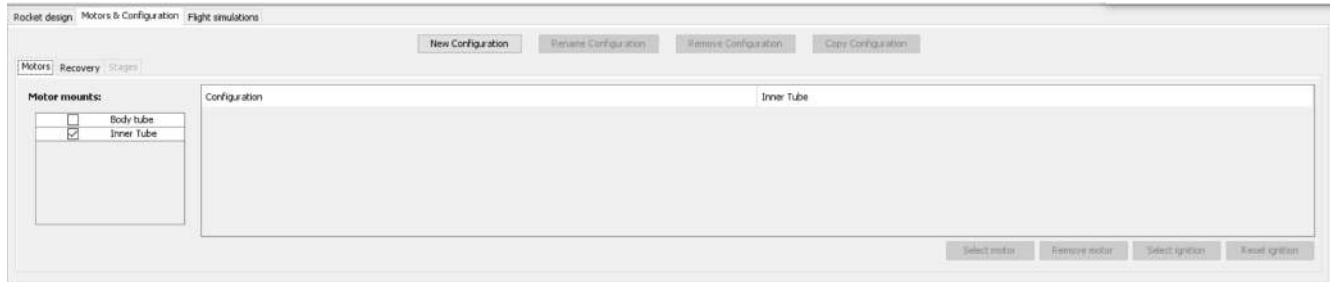 Rocket design Motors & Configuration Flight simulations
New Configuration Rename Configuration Remove Configuration Copy Configuration
Motors Recovery Stages
Motor mounts:
Configuration Inner Tube
Body tube
Inner Tube
Select motor Remove motor Select ignition Reset ignition